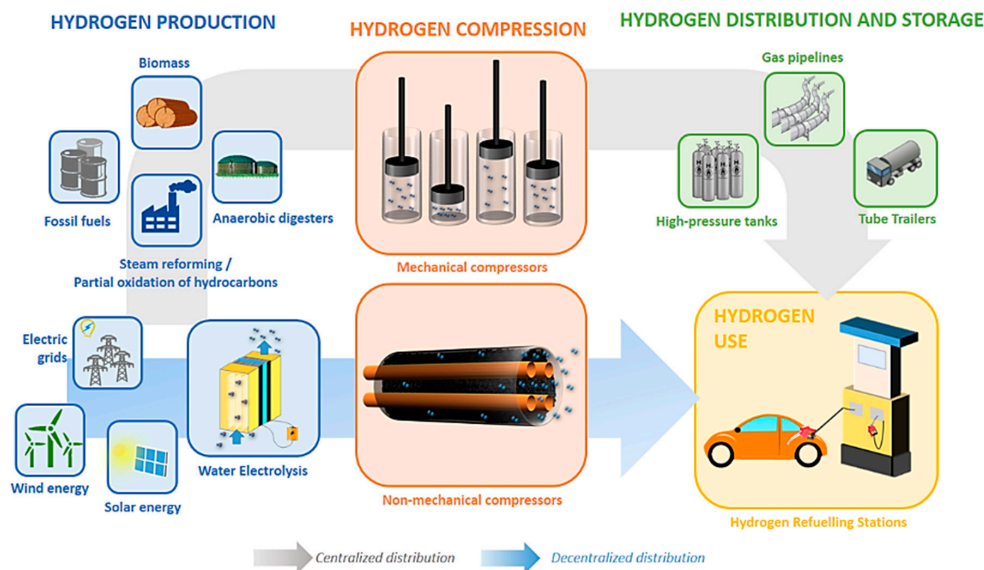 HYDROGEN PRODUCTION
Biomass
Fossil fuels
Anaerobic digesters
Steam reforming /
Partial oxidation of hydrocarbons
Electric
grids
Wind energy
Solar energy
Water Electrolysis
HYDROGEN COMPRESSION
Mechanical compressors
Non-mechanical compressors
HYDROGEN DISTRIBUTION AND STORAGE
Gas pipelines
High-pressure tanks
Tube Trailers
HYDROGEN
USE
Hydrogen Refuelling Stations
Centralized distribution
Decentralized distribution